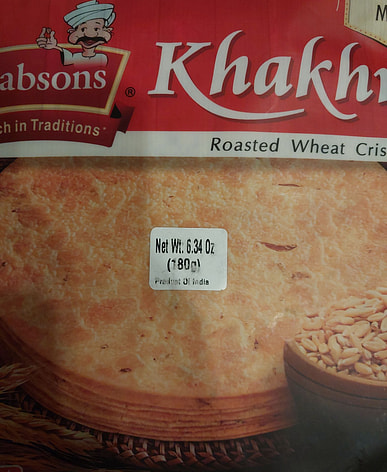 M
absons®
Khakh
ch in Traditions
Roasted Wheat Cris
Net Wt. 6.34 Oz
(180g)
Product Of India